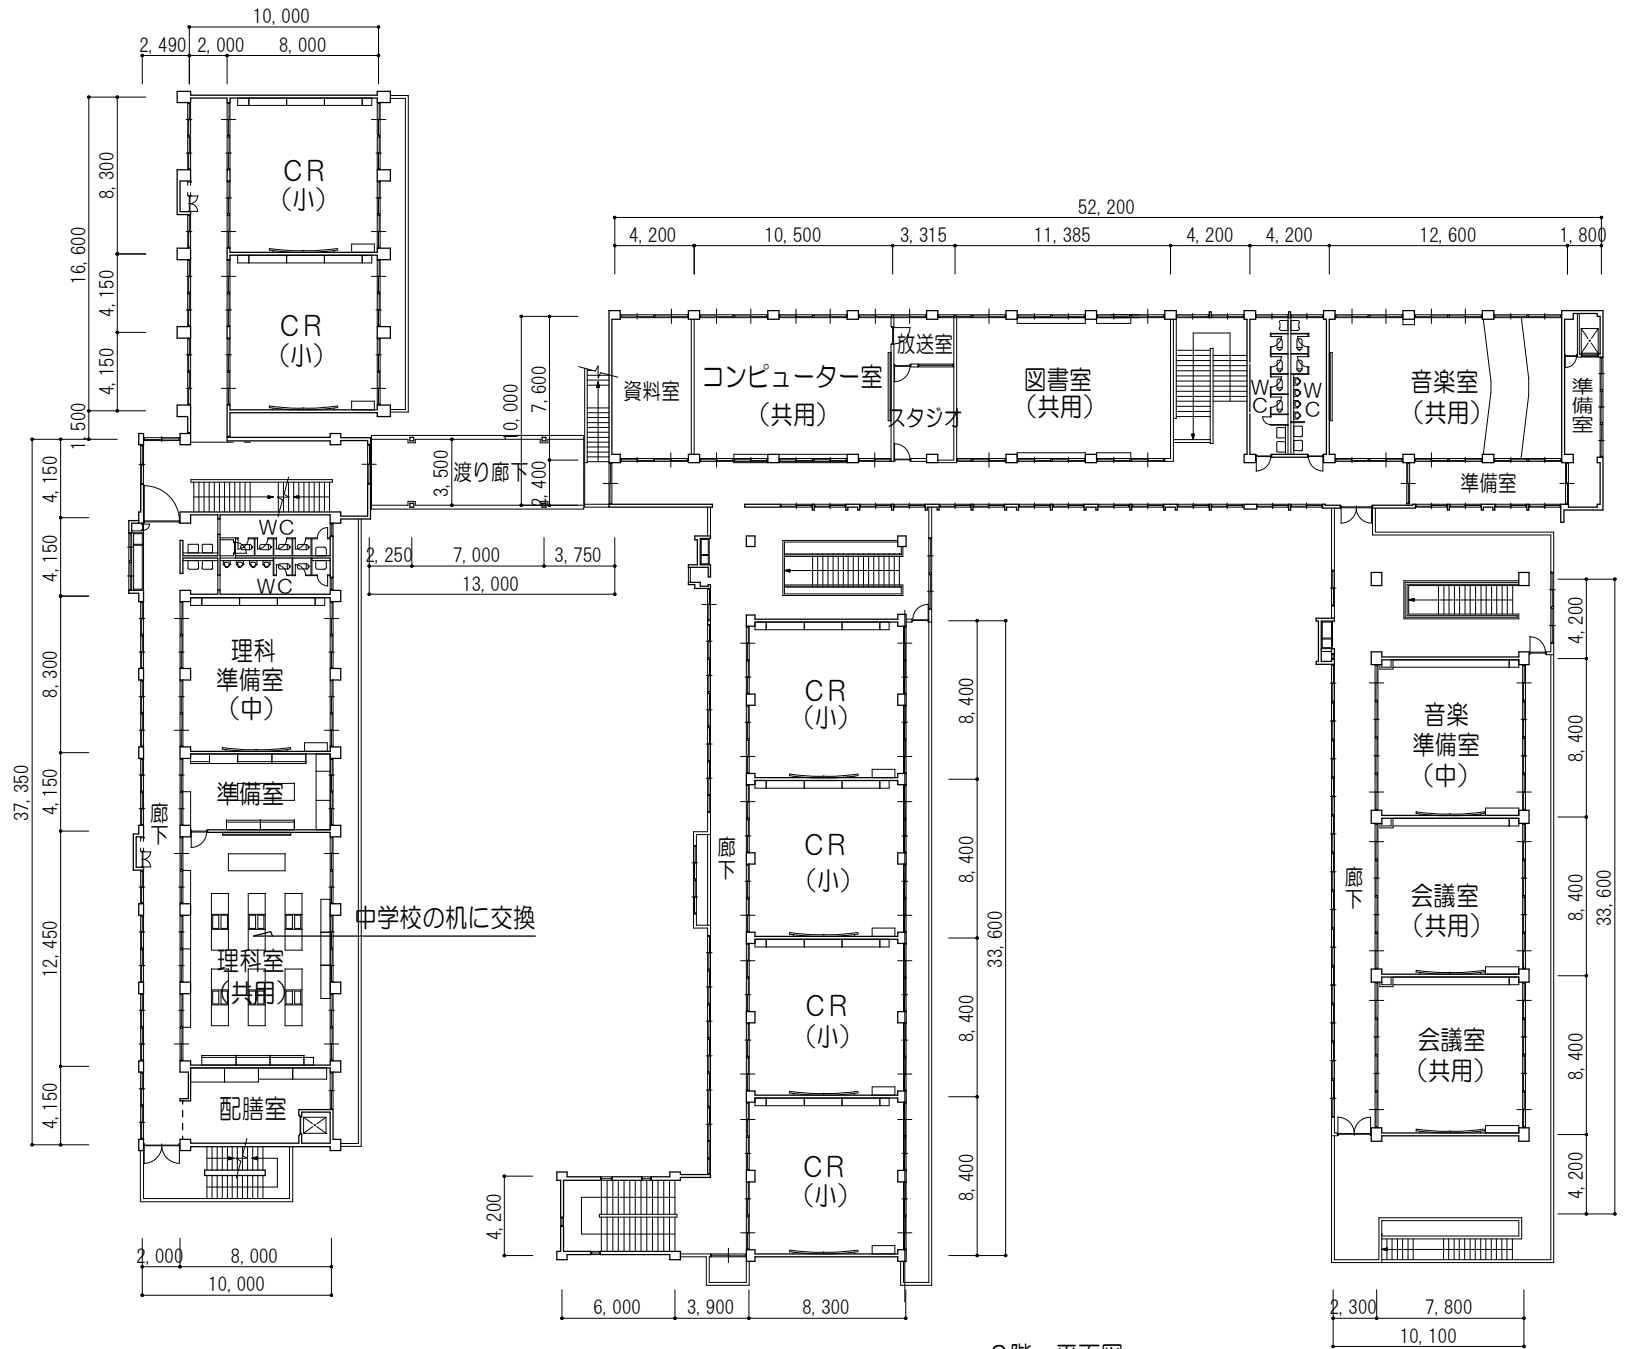 10,000
2,490
2,000
8,000
16,600
8,300
4,150
4,150
1,500
CR
(小)
CR
(小)
52,200
4,200
10,500
3,315
11,385
4,200
4,200
12,600
1,800
10,000
7,600
2,400
資料室
コンピューター室
(共用)
放送室
スタジオ
図書室
(共用)
WC
WC
音楽室
(共用)
準備室
準備室
3,500
渡り廊下
2,250
7,000
3,750
13,000
37,350
4,150
4,150
8,300
4,150
12,450
4,150
WC
WC
理科
準備室
(中)
準備室
廊下
中学校の机に交換
理科室
(共用)
配膳室
2,000
8,000
10,000
CR
(小)
CR
(小)
CR
(小)
CR
(小)
廊下
8,400
8,400
8,400
8,400
33,600
4,200
6,000
3,900
8,300
音楽
準備室
(中)
会議室
(共用)
会議室
(共用)
廊下
4,200
8,400
8,400
8,400
4,200
33,600
2,300
7,800
10,100